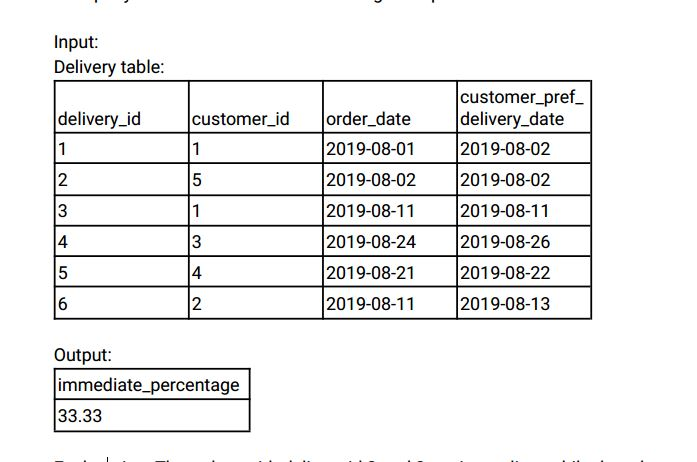 Input:
Delivery table:
customer_pref_
delivery_id customer_id order_date delivery_date
1 1 2019-08-01 2019-08-02
2 5 2019-08-02 2019-08-02
3 1 2019-08-11 2019-08-11
4 3 2019-08-24 2019-08-26
5 4 2019-08-21 2019-08-22
6 2 2019-08-11 2019-08-13
Output:
immediate_percentage
33.33